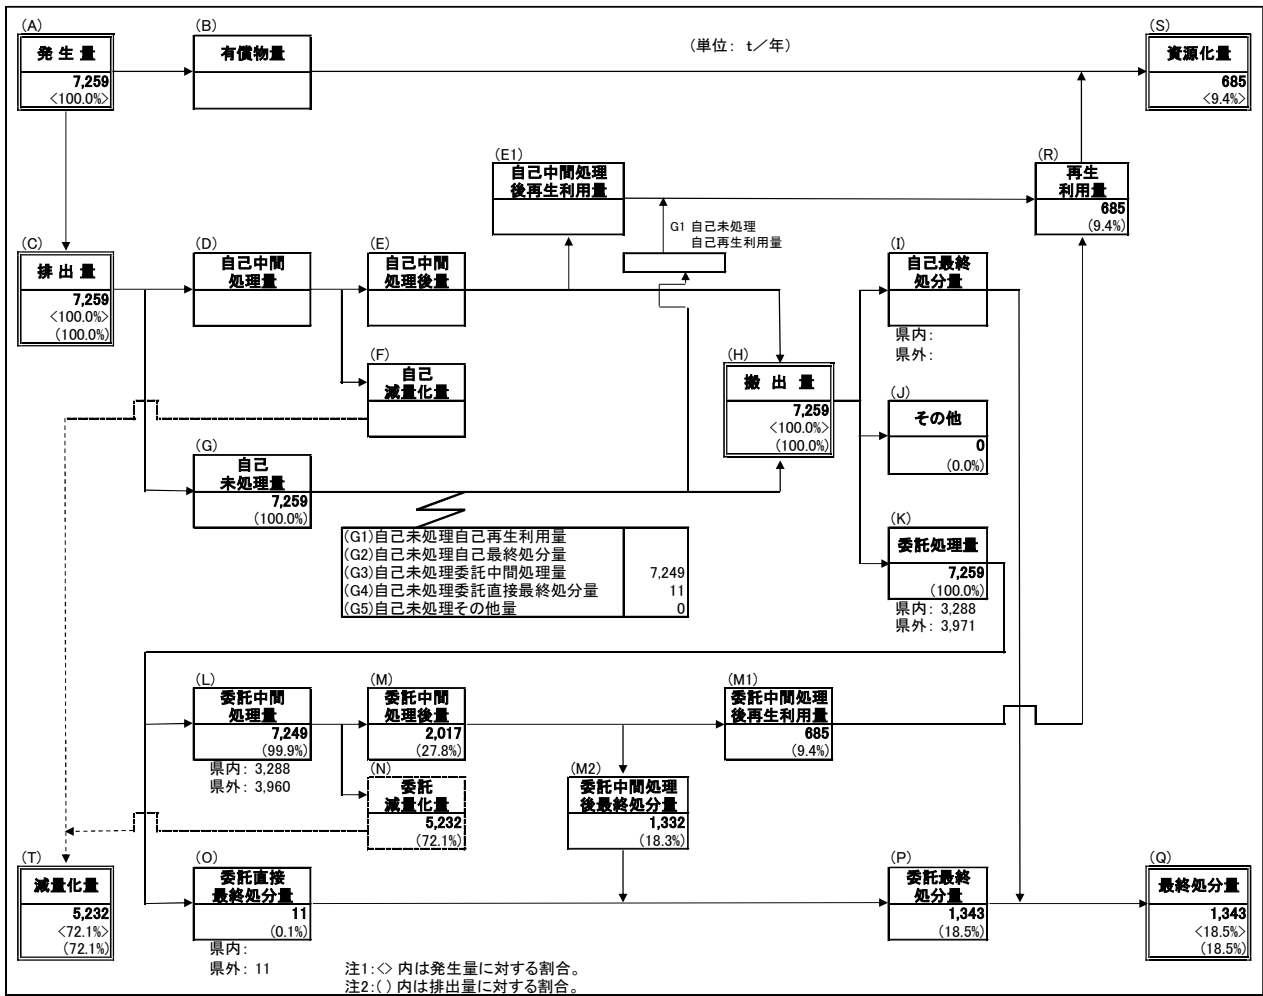 (A)
発 生 量
7,259
<100.0%>
(B)
有償物量
(単位: t／年)
(S)
資源化量
685
<9.4%>
(E1)
自己中間処理
後再生利用量
(R)
再生
利用量
685
(9.4%)
G1 自己未処理
自己再生利用量
(C)
排 出 量
7,259
<100.0%>
(100.0%)
(D)
自己中間
処理量
(E)
自己中間
処理後量
(I)
自己最終
処分量
県内:
県外:
(F)
自己
減量化量
(H)
搬 出 量
7,259
<100.0%>
(100.0%)
(J)
その他
0
(0.0%)
(G)
自己
未処理量
7,259
(100.0%)
(G1)自己未処理自己再生利用量
(G2)自己未処理自己最終処分量
(G3)自己未処理委託中間処理量 7,249
(G4)自己未処理委託直接最終処分量 11
(G5)自己未処理その他量 0
(K)
委託処理量
7,259
(100.0%)
県内: 3,288
県外: 3,971
(L)
委託中間
処理量
7,249
(99.9%)
県内: 3,288
県外: 3,960
(M)
委託中間
処理後量
2,017
(27.8%)
(M1)
委託中間処理
後再生利用量
685
(9.4%)
(N)
委託
減量化量
5,232
(72.1%)
(M2)
委託中間処理
後最終処分量
1,332
(18.3%)
(T)
減量化量
5,232
<72.1%>
(72.1%)
(O)
委託直接
最終処分量
11
(0.1%)
県内:
県外: 11
(P)
委託最終
処分量
1,343
(18.5%)
(Q)
最終処分量
1,343
<18.5%>
(18.5%)
注1:<> 内は発生量に対する割合。
注2:( ) 内は排出量に対する割合。